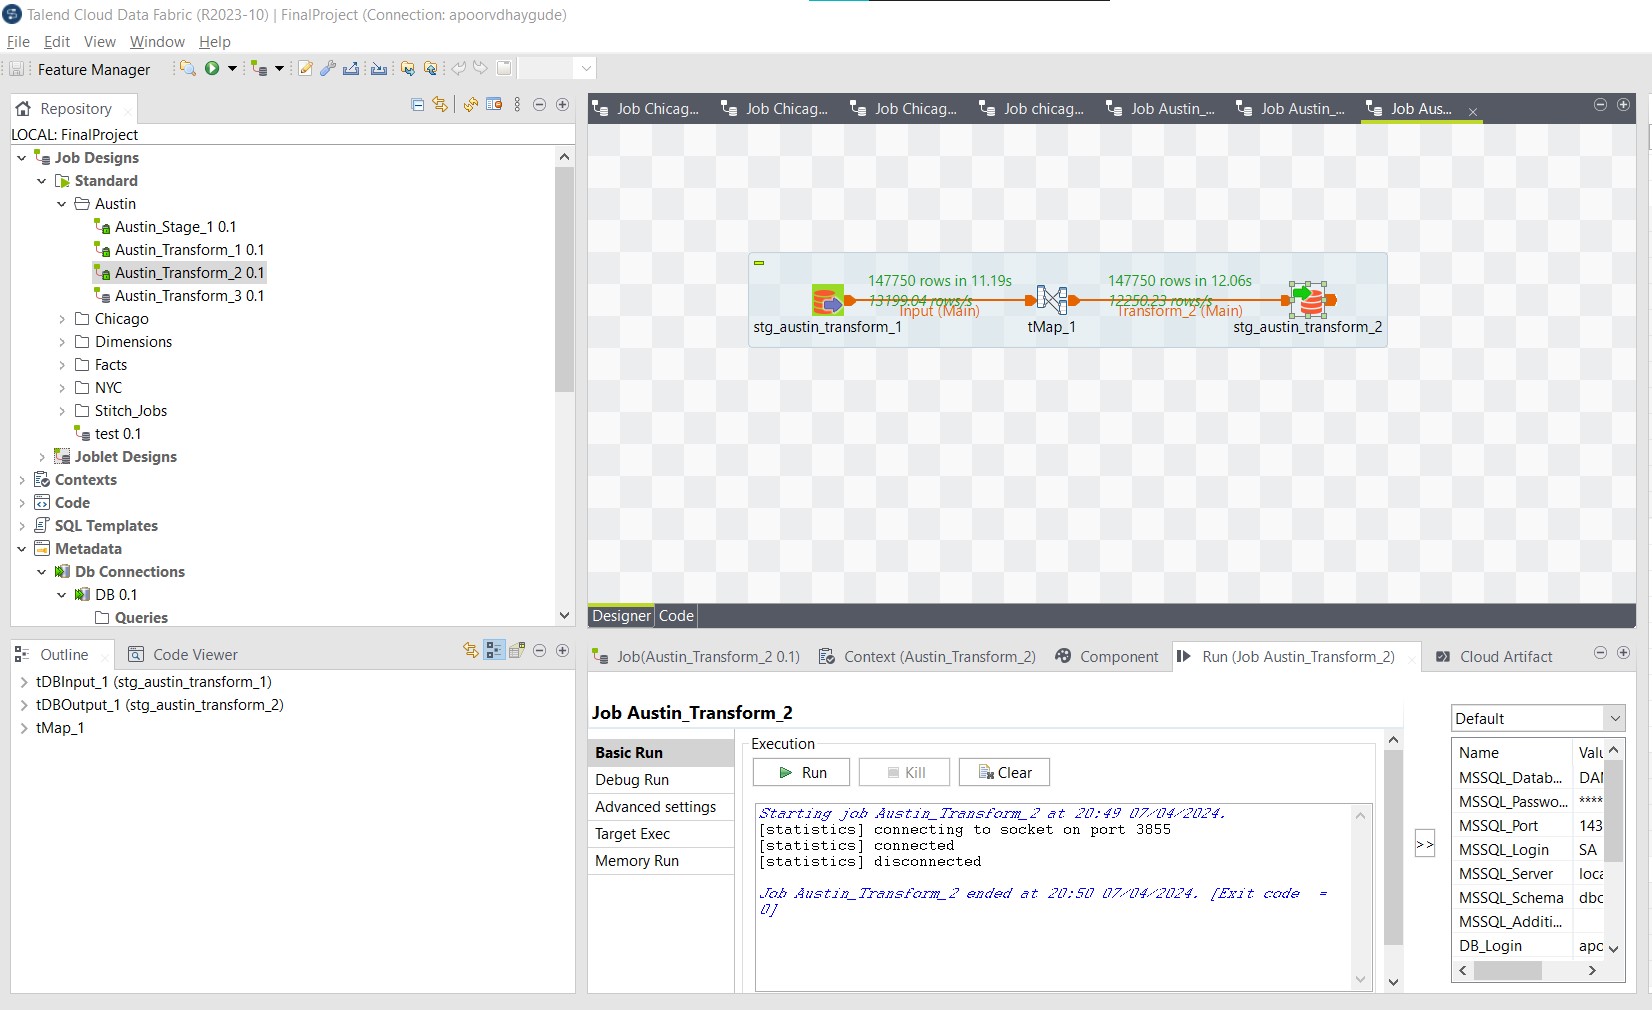 Talend Cloud Data Fabric (R2023-10) | FinalProject (Connection: apoorvdhaygude)
File Edit View Window Help
Feature Manager
Repository
LOCAL: FinalProject
Job Designs
Standard
Austin
Austin_Stage_1 0.1
Austin_Transform_1 0.1
Austin_Transform_2 0.1
Austin_Transform_3 0.1
Chicago
Dimensions
Facts
NYC
Stitch_Jobs
test 0.1
Joblet Designs
Contexts
Code
SQL Templates
Metadata
Db Connections
DB 0.1
Queries
Job Chicag... Job Chicag... Job Chicag... Job chicag... Job Austin_... Job Austin_... Job Aus...
147750 rows in 11.19s 147750 rows in 12.06s
13199.04 rows/s 12250.23 rows/s
Input (Main) Transform_2 (Main)
stg_austin_transform_1 tMap_1 stg_austin_transform_2
Designer Code
Outline Code Viewer
tDBInput_1 (stg_austin_transform_1)
tDBOutput_1 (stg_austin_transform_2)
tMap_1
Job(Austin_Transform_2 0.1) Context (Austin_Transform_2) Component Run (Job Austin_Transform_2) Cloud Artifact
Job Austin_Transform_2
Basic Run
Debug Run
Advanced settings
Target Exec
Memory Run
Execution
Run Kill Clear
Starting job Austin_Transform_2 at 20:49 07/04/2024.
[statistics] connecting to socket on port 3855
[statistics] connected
[statistics] disconnected
Job Austin_Transform_2 ended at 20:50 07/04/2024. [Exit code =
0]
>>
Default
Name Valu
MSSQL_Datab... DAM
MSSQL_Passwo... ****
MSSQL_Port 143
MSSQL_Login SA
MSSQL_Server loca
MSSQL_Schema dbo
MSSQL_Additi...
DB_Login apo